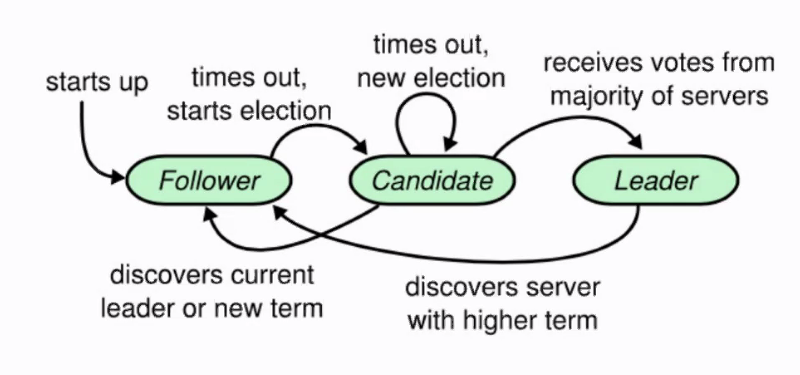 starts up
times out,
starts election
times out,
new election
receives votes from
majority of servers
Follower
Candidate
Leader
discovers current
leader or new term
discovers server
with higher term